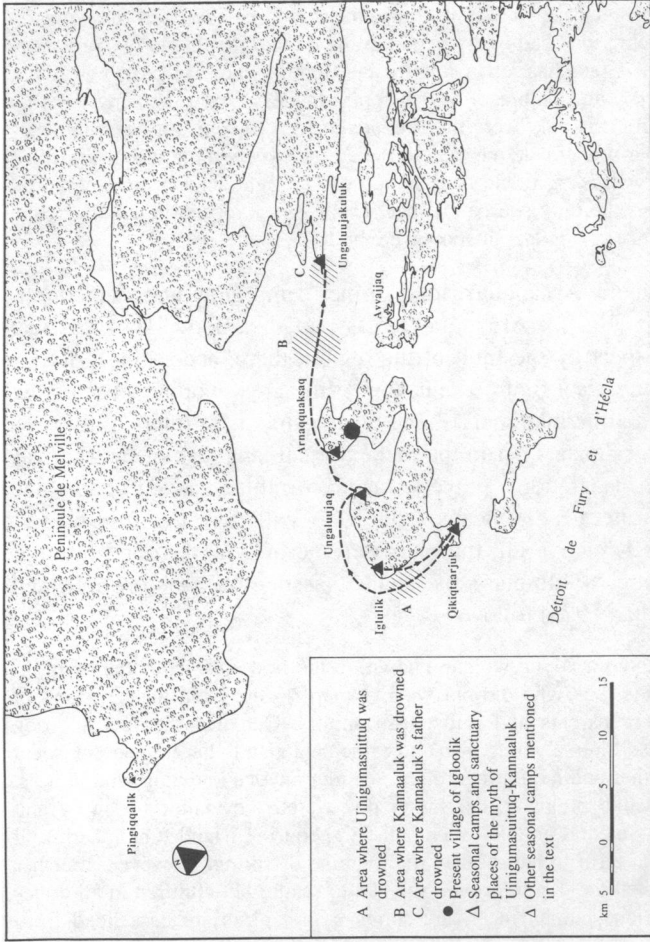 Péninsule de Melville
Pingiqqalik
N
C
Ungaluujakuluk
B
Arnaqquaksaq
Avvajjaq
Ungaluujaq
Iglulik
A
Qikiqtaarjuk
Détroit de Fury et d'Hécla
A Area where Uinigumasuittuq was
drowned
B Area where Kannaaluk was drowned
C Area where Kannaaluk's father
drowned
● Present village of Igloolik
△ Seasonal camps and sanctuary
places of the myth of
Uinigumasuittuq-Kannaaluk
△ Other seasonal camps mentioned
in the text
km 5 0 5 10 15